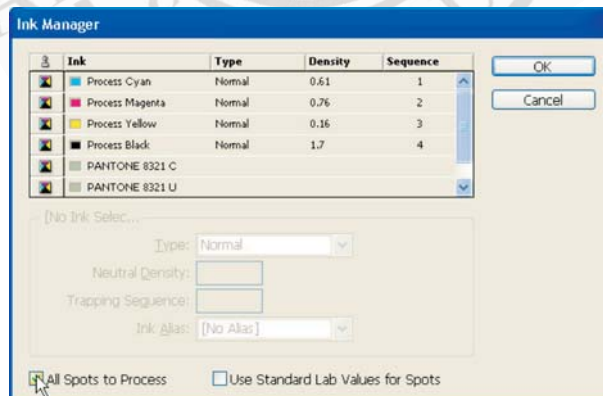 Ink Manager
Ink Type Density Sequence
Process Cyan Normal 0.61 1
Process Magenta Normal 0.76 2
Process Yellow Normal 0.16 3
Process Black Normal 1.7 4
PANTONE 8321 C
PANTONE 8321 U
OK
Cancel
[No Ink Selec...
Type: Normal
Neutral Density:
Trapping Sequence:
Ink Alias: [No Alias]
All Spots to Process Use Standard Lab Values for Spots